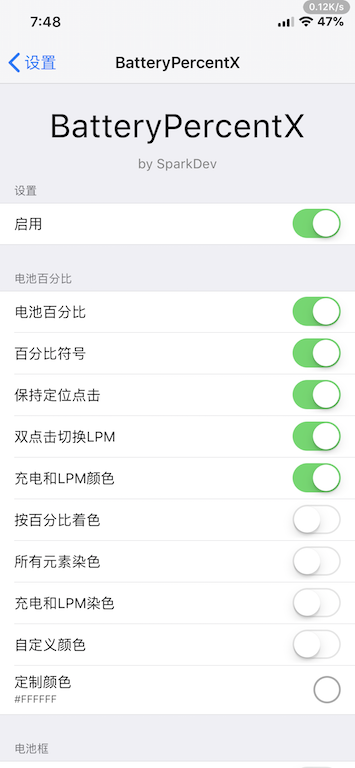 0.12K/s
7:48
47%
设置
BatteryPercentX
BatteryPercentX
by SparkDev
设置
启用
电池百分比
电池百分比
百分比符号
保持定位点击
双点击切换LPM
充电和LPM颜色
按百分比着色
所有元素染色
充电和LPM染色
自定义颜色
定制颜色
#FFFFFF
电池框